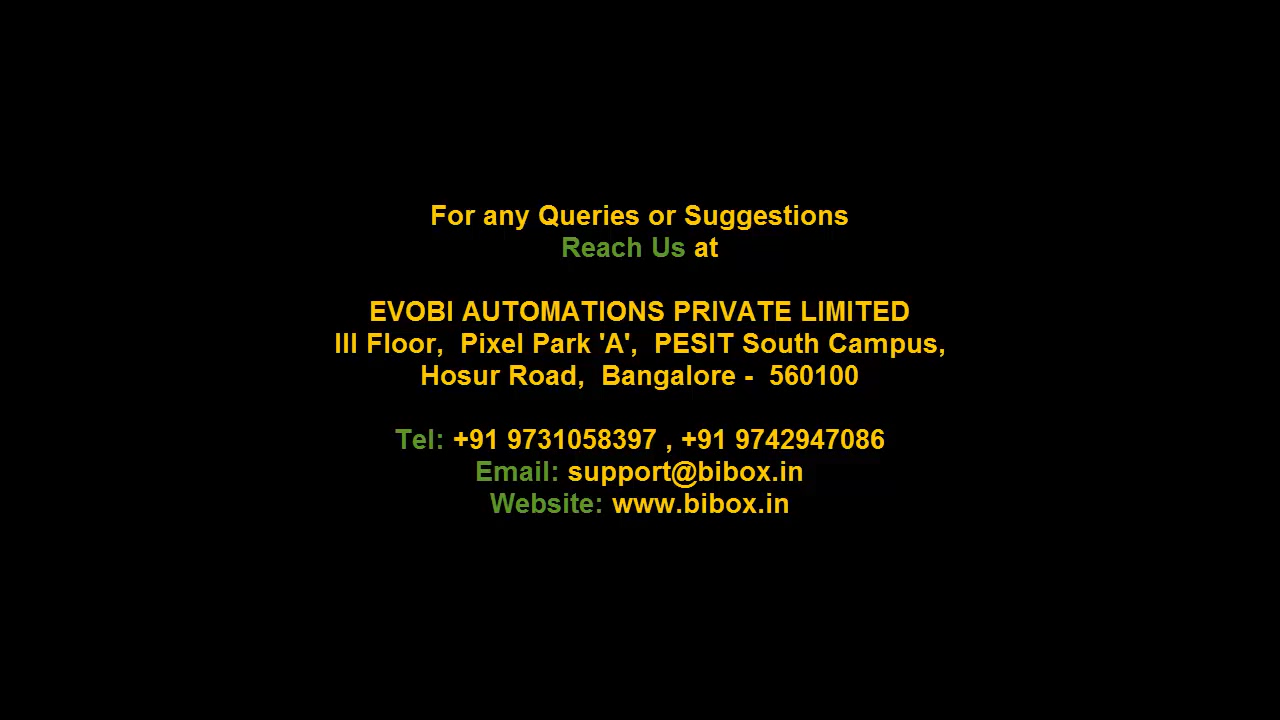 For any Queries or Suggestions
Reach Us at
EVOBI AUTOMATIONS PRIVATE LIMITED
III Floor,  Pixel Park 'A',  PESIT South Campus,
Hosur Road,  Bangalore -  560100
Tel: +91 9731058397 , +91 9742947086
Email: support@bibox.in
Website: www.bibox.in